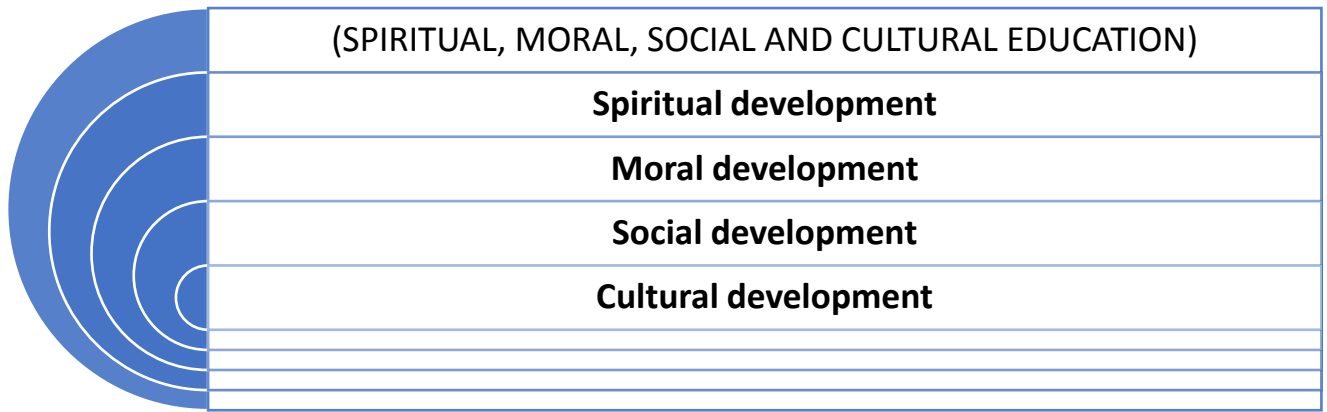 (SPIRITUAL, MORAL, SOCIAL AND CULTURAL EDUCATION)
Spiritual development
Moral development
Social development
Cultural development